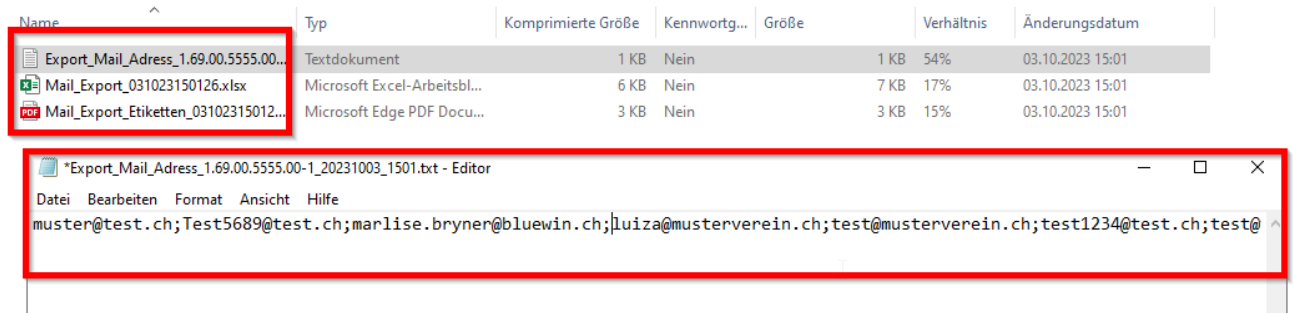 Name Typ Komprimierte Größe Kennwortg... Größe Verhältnis Änderungsdatum
Export_Mail_Adress_1.69.00.5555.00... Textdokument 1 KB Nein 1 KB 54% 03.10.2023 15:01
Mail_Export_031023150126.xlsx Microsoft Excel-Arbeitsbl... 6 KB Nein 7 KB 17% 03.10.2023 15:01
PDF Mail_Export_Etiketten_03102315012... Microsoft Edge PDF Docu... 3 KB Nein 3 KB 15% 03.10.2023 15:01
*Export_Mail_Adress_1.69.00.5555.00-1_20231003_1501.txt - Editor
Datei Bearbeiten Format Ansicht Hilfe
muster@test.ch;Test5689@test.ch;marlise.bryner@bluewin.ch;luiza@musterverein.ch;test@musterverein.ch;test1234@test.ch;test@